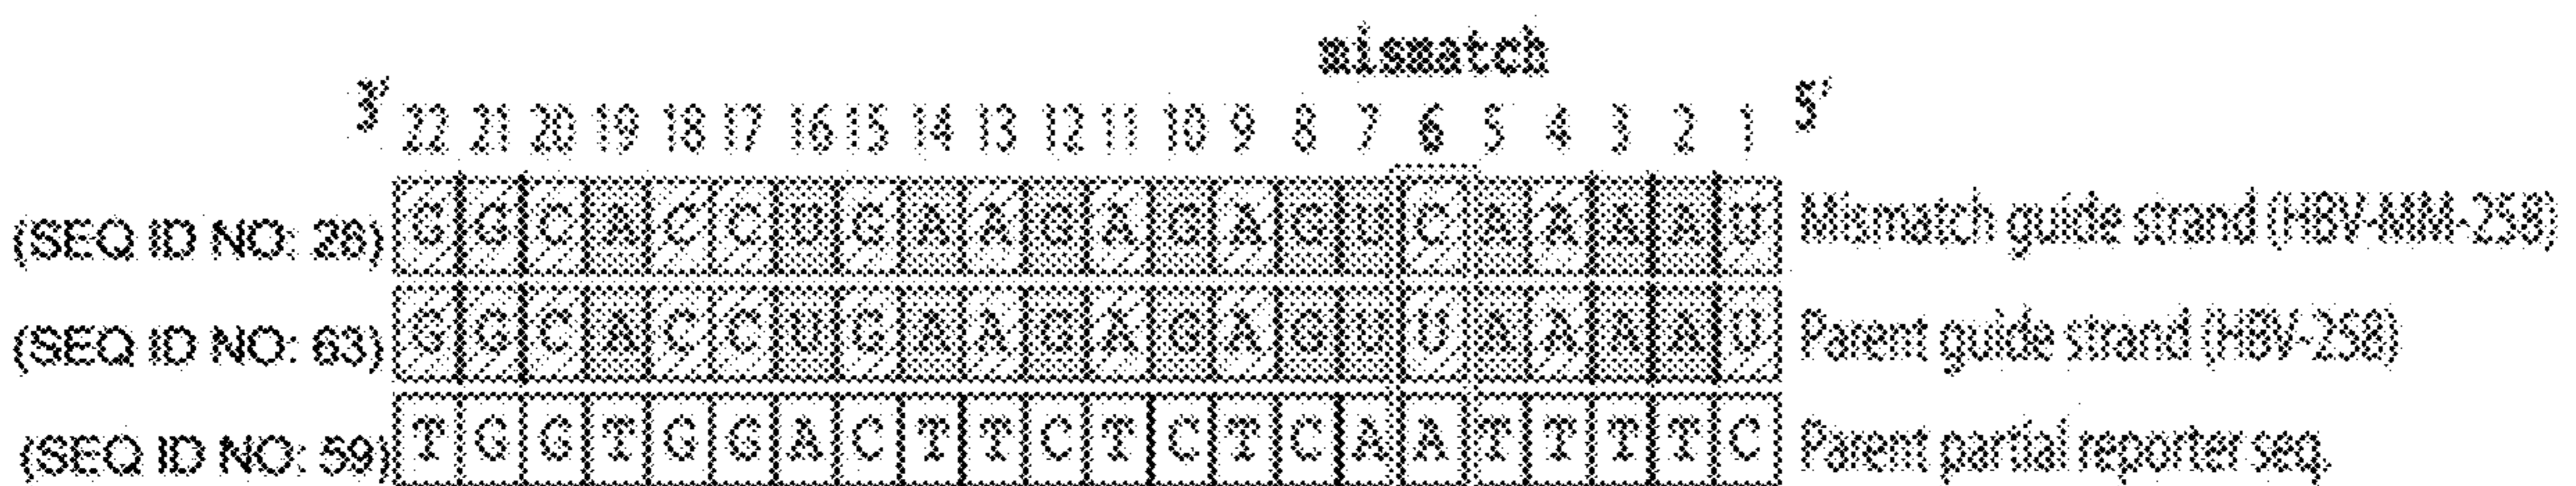 mismatch
3' 22 21 20 19 18 17 16 15 14 13 12 11 10 9 8 7 6 5 4 3 2 1 5'
(SEQ ID NO: 26) G G C A C C U G A A G A G A G U C A A A A U Mismatch guide strand (HBV-MM-258)
(SEQ ID NO: 63) G G C A C C U G A A G A G A G U U A A A A U Parent guide strand (HBV-258)
(SEQ ID NO: 59) T G G T G G A C T T C T C T C A A T T T T C Parent partial reporter seq.